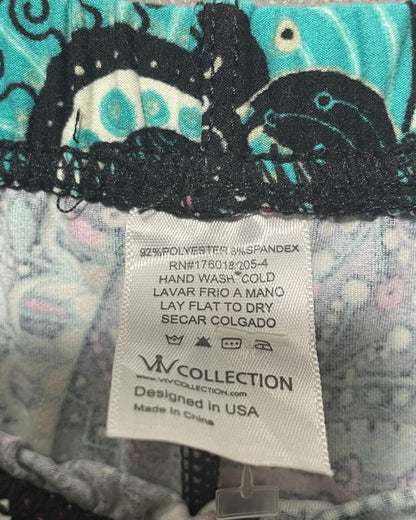 92%POLYESTER 8%SPANDEX
RN#176018 205-4
HAND WASH COLD
LAVAR FRIO A MANO
LAY FLAT TO DRY
SECAR COLGADO
VIV COLLECTION
WWW.VIVCOLLECTION.com
Designed in USA
Made in China